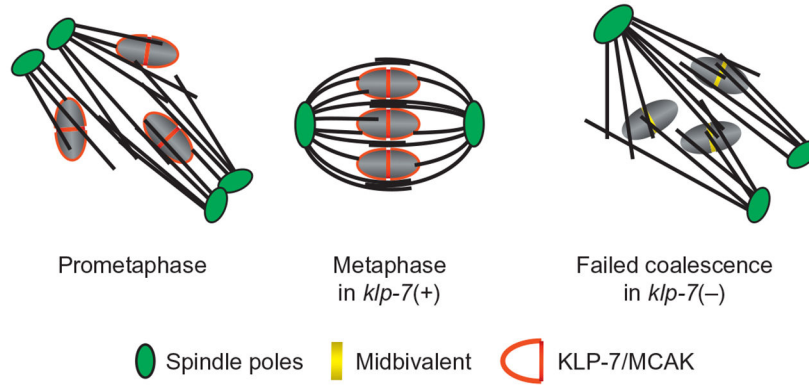 Prometaphase
Metaphase
in klp-7(+)
Failed coalescence
in klp-7(–)
Spindle poles
Midbivalent
KLP-7/MCAK